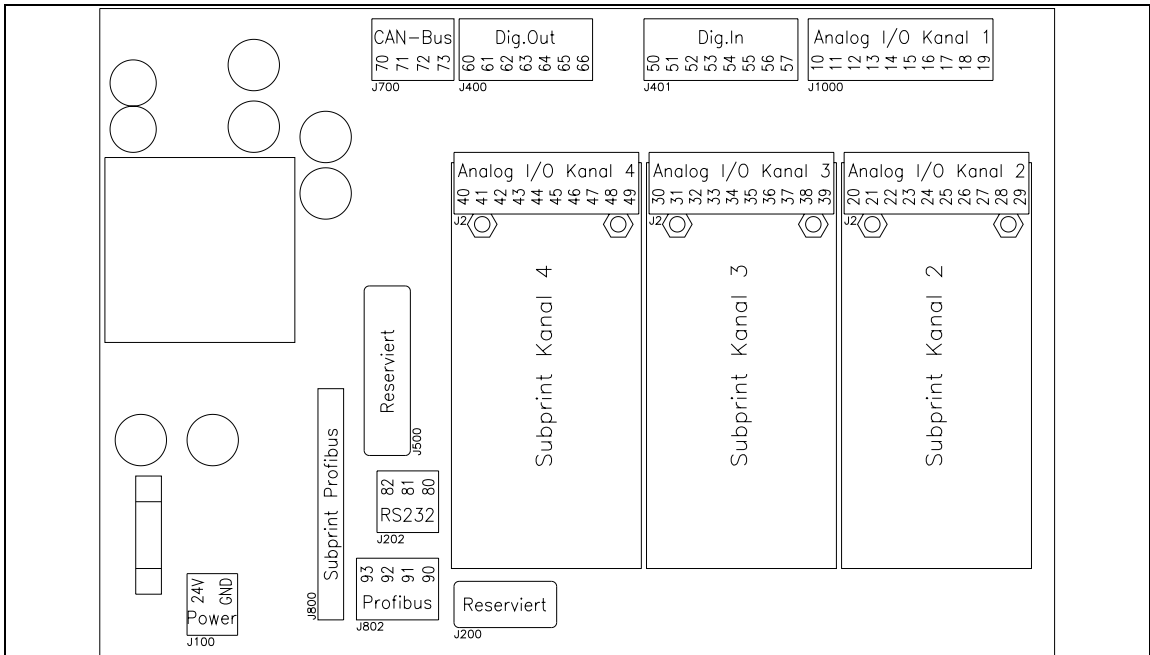 CAN-Bus
70 71 72 73
J700
Dig.Out
60 61 62 63 64 65 66
J400
Dig.In
50 51 52 53 54 55 56 57
J401
Analog I/O Kanal 1
10 11 12 13 14 15 16 17 18 19
J1000
Analog I/O Kanal 4
40 41 42 43 44 45 46 47 48 49
J2
Subprint Kanal 4
Analog I/O Kanal 3
30 31 32 33 34 35 36 37 38 39
J2
Subprint Kanal 3
Analog I/O Kanal 2
20 21 22 23 24 25 26 27 28 29
J2
Subprint Kanal 2
Reserviert
J500
Subprint Profibus
J800
82 81 80
RS232
J202
93 92 91 90
Profibus
J802
Reserviert
J200
24V GND
Power
J100